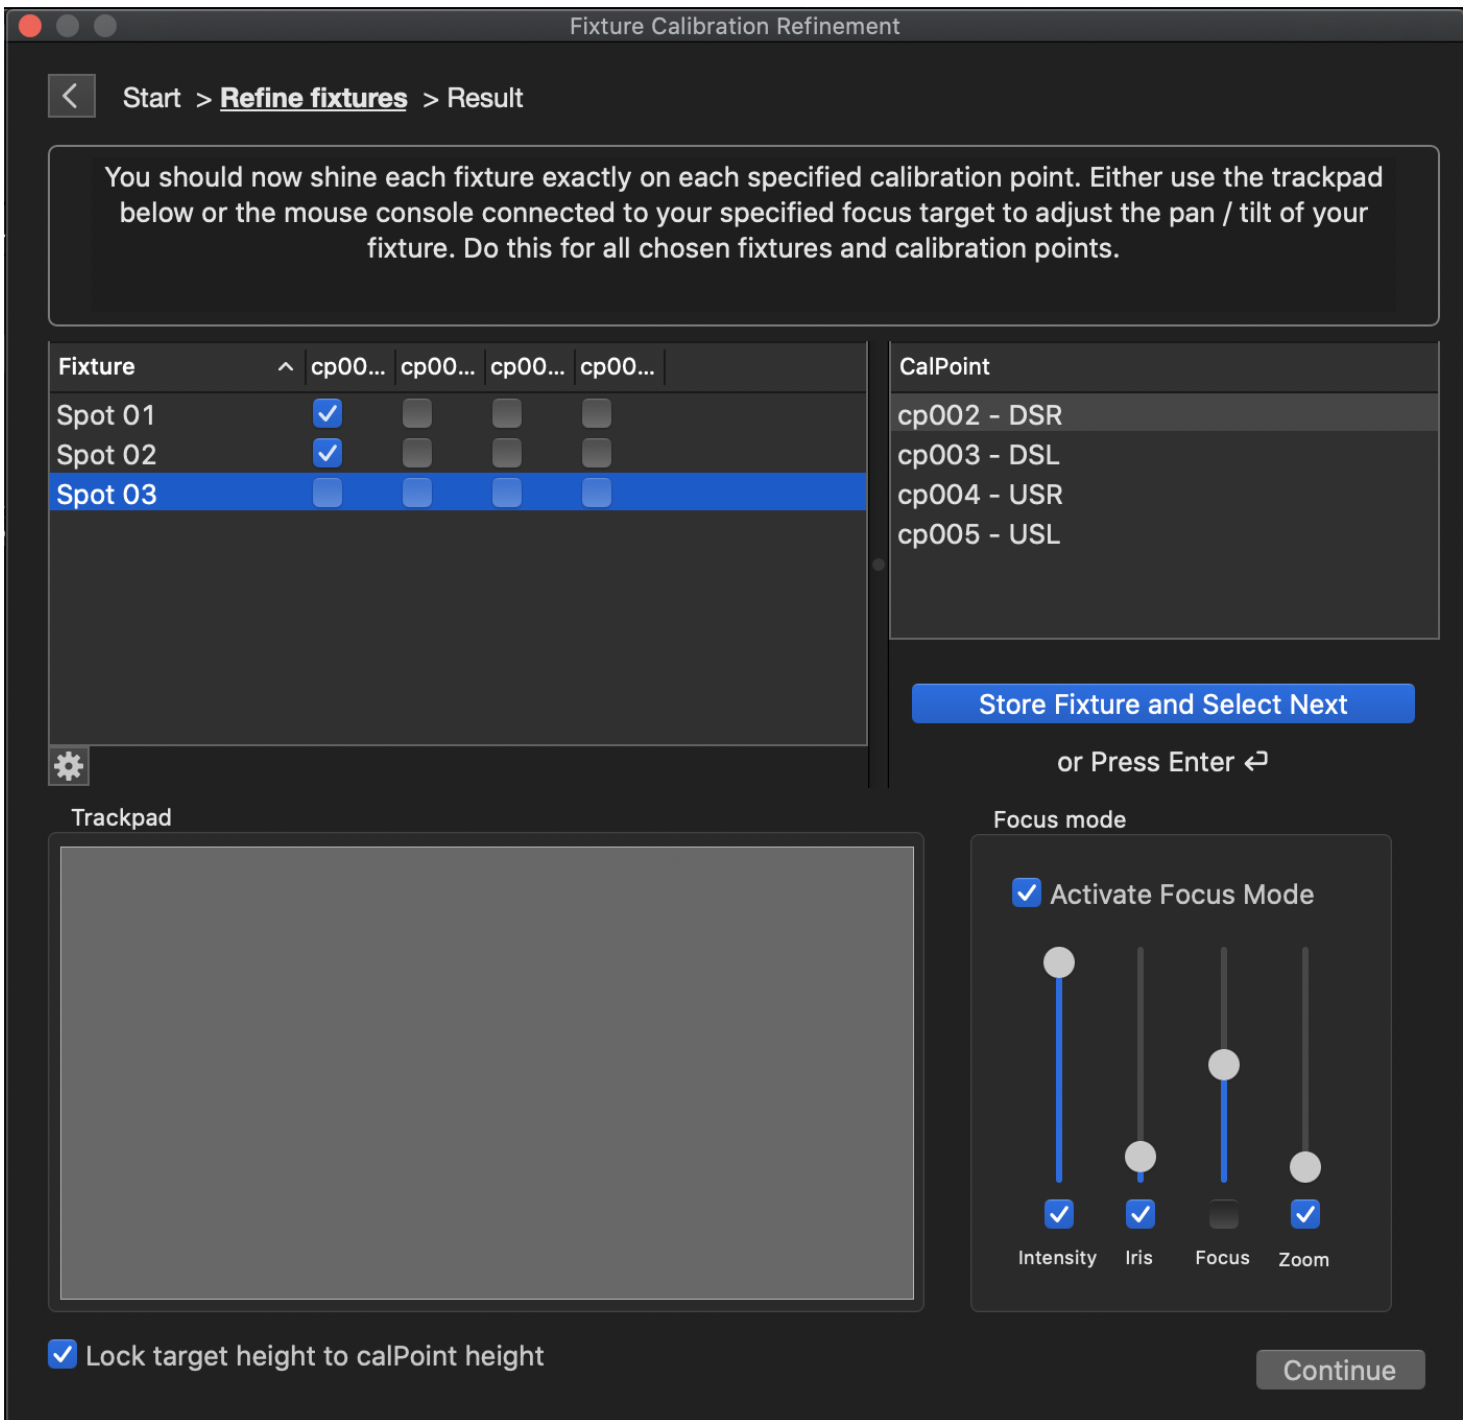 Fixture Calibration Refinement
Start > Refine fixtures > Result
You should now shine each fixture exactly on each specified calibration point. Either use the trackpad
below or the mouse console connected to your specified focus target to adjust the pan / tilt of your
fixture. Do this for all chosen fixtures and calibration points.
Fixture cp00... cp00... cp00... cp00...
Spot 01
Spot 02
Spot 03
CalPoint
cp002 - DSR
cp003 - DSL
cp004 - USR
cp005 - USL
Store Fixture and Select Next
or Press Enter
Trackpad
Focus mode
Activate Focus Mode
Intensity Iris Focus Zoom
Lock target height to calPoint height
Continue